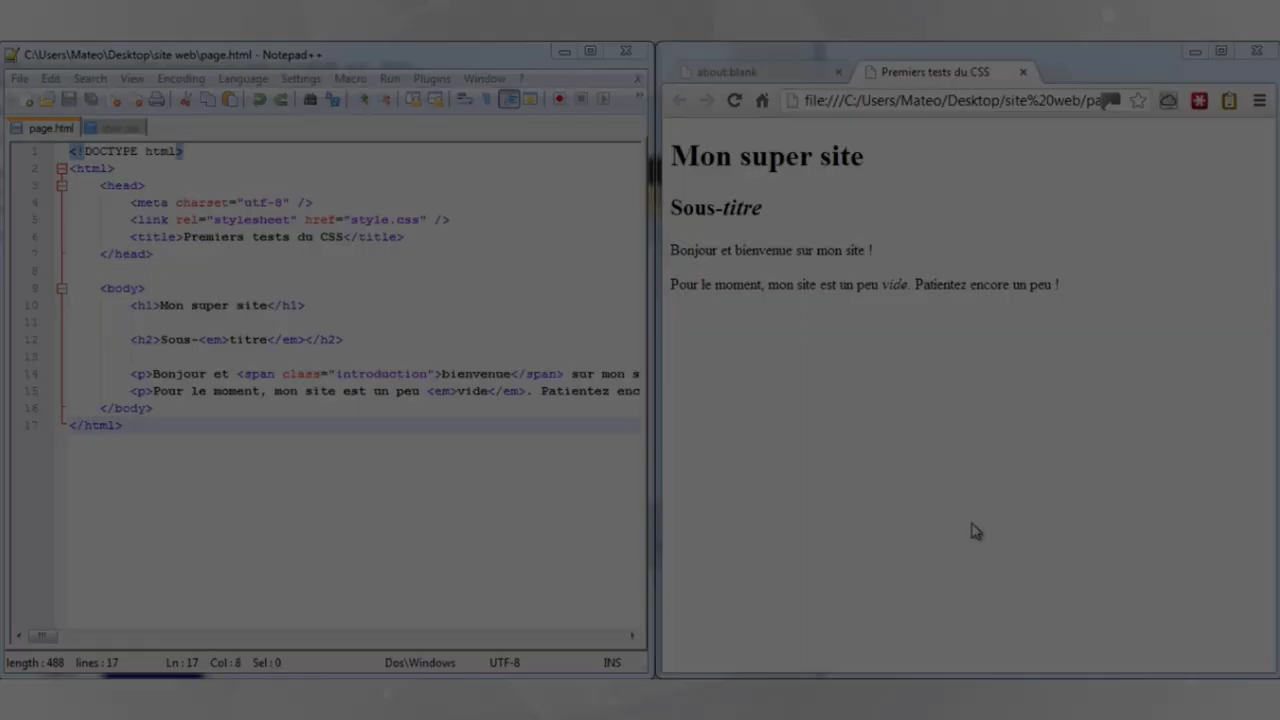 C:\Users\Mateo\Desktop\site web\page.html - Notepad++
File Edit Search View Encoding Language Settings Macro Run Plugins Window ? X
page.html
1 <!DOCTYPE html>
2 <html>
3 <head>
4 <meta charset="utf-8" />
5 <link rel="stylesheet" href="style.css" />
6 <title>Premiers tests du CSS</title>
7 </head>
8
9 <body>
10 <h1>Mon super site</h1>
11
12 <h2>Sous-<em>titre</em></h2>
13
14 <p>Bonjour et <span class="introduction">bienvenue</span> sur mon s
15 <p>Pour le moment, mon site est un peu <em>vide</em>. Patientez enc
16 </body>
17 </html>
length : 488 lines : 17 Ln : 17 Col : 8 Sel : 0 Dos\Windows UTF-8 INS
about:blank Premiers tests du CSS
file:///C:/Users/Mateo/Desktop/site%20web/pa
Mon super site
Sous-titre
Bonjour et bienvenue sur mon site !
Pour le moment, mon site est un peu vide. Patientez encore un peu !